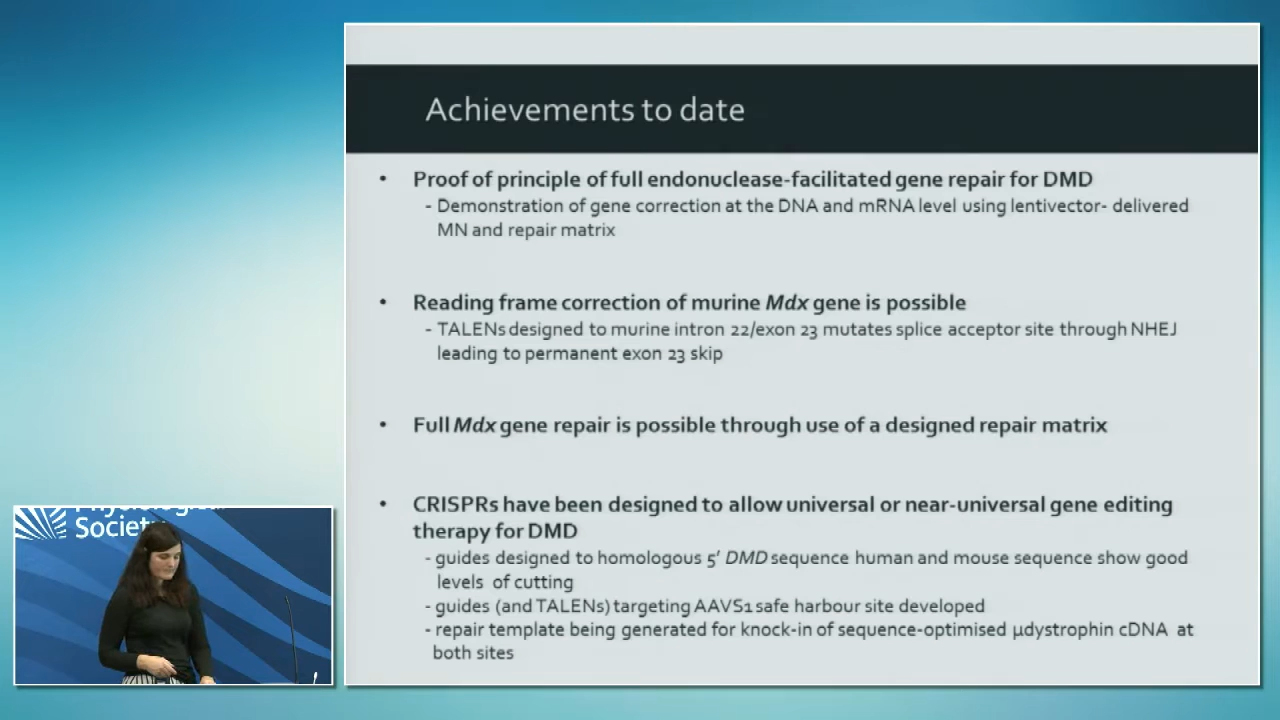 Achievements to date
• Proof of principle of full endonuclease-facilitated gene repair for DMD
- Demonstration of gene correction at the DNA and mRNA level using lentivector- delivered
MN and repair matrix
• Reading frame correction of murine Mdx gene is possible
- TALENs designed to murine intron 22/exon 23 mutates splice acceptor site through NHEJ
leading to permanent exon 23 skip
• Full Mdx gene repair is possible through use of a designed repair matrix
• CRISPRs have been designed to allow universal or near-universal gene editing
therapy for DMD
- guides designed to homologous 5’ DMD sequence human and mouse sequence show good
levels of cutting
- guides (and TALENs) targeting AAVS1 safe harbour site developed
- repair template being generated for knock-in of sequence-optimised µdystrophin cDNA at
both sites
Society